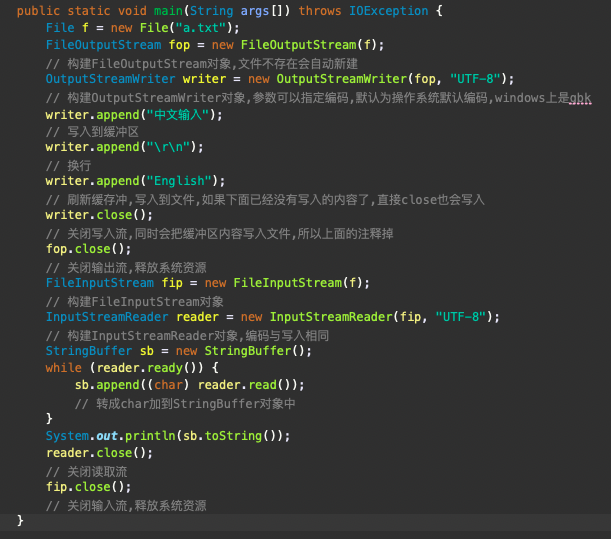 public static void main(String args[]) throws IOException {
File f = new File("a.txt");
FileOutputStream fop = new FileOutputStream(f);
// 构建FileOutputStream对象,文件不存在会自动新建
OutputStreamWriter writer = new OutputStreamWriter(fop, "UTF-8");
// 构建OutputStreamWriter对象,参数可以指定编码,默认为操作系统默认编码,windows上是gbk
writer.append("中文输入");
// 写入到缓冲区
writer.append("\r\n");
// 换行
writer.append("English");
// 刷新缓存冲,写入到文件,如果下面已经没有写入的内容了,直接close也会写入
writer.close();
// 关闭写入流,同时会把缓冲区内容写入文件,所以上面的注释掉
fop.close();
// 关闭输出流,释放系统资源
FileInputStream fip = new FileInputStream(f);
// 构建FileInputStream对象
InputStreamReader reader = new InputStreamReader(fip, "UTF-8");
// 构建InputStreamReader对象,编码与写入相同
StringBuffer sb = new StringBuffer();
while (reader.ready()) {
sb.append((char) reader.read());
// 转成char加到StringBuffer对象中
}
System.out.println(sb.toString());
reader.close();
// 关闭读取流
fip.close();
// 关闭输入流,释放系统资源
}